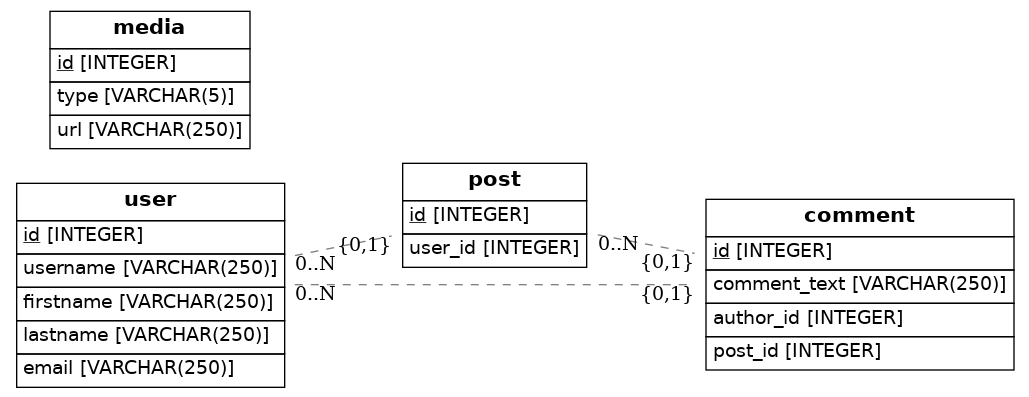 media
id [INTEGER]
type [VARCHAR(5)]
url [VARCHAR(250)]
user
id [INTEGER]
username [VARCHAR(250)]
firstname [VARCHAR(250)]
lastname [VARCHAR(250)]
email [VARCHAR(250)]
{0,1}
0..N
0..N
post
id [INTEGER]
user_id [INTEGER]
0..N
{0,1}
{0,1}
comment
id [INTEGER]
comment_text [VARCHAR(250)]
author_id [INTEGER]
post_id [INTEGER]